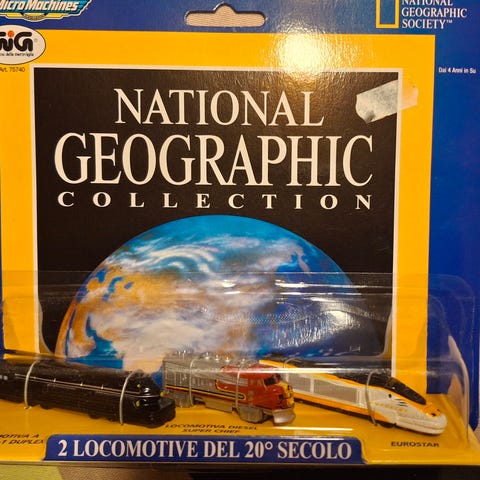 Micro Machines
NATIONAL
GEOGRAPHIC
SOCIETY™
GiG
Art. 75740
Dai 4 Anni in Su
NATIONAL
GEOGRAPHIC
COLLECTION
LOCOMOTIVA DIESEL
SUPER CHIEF
EUROSTAR
2 LOCOMOTIVE DEL 20° SECOLO